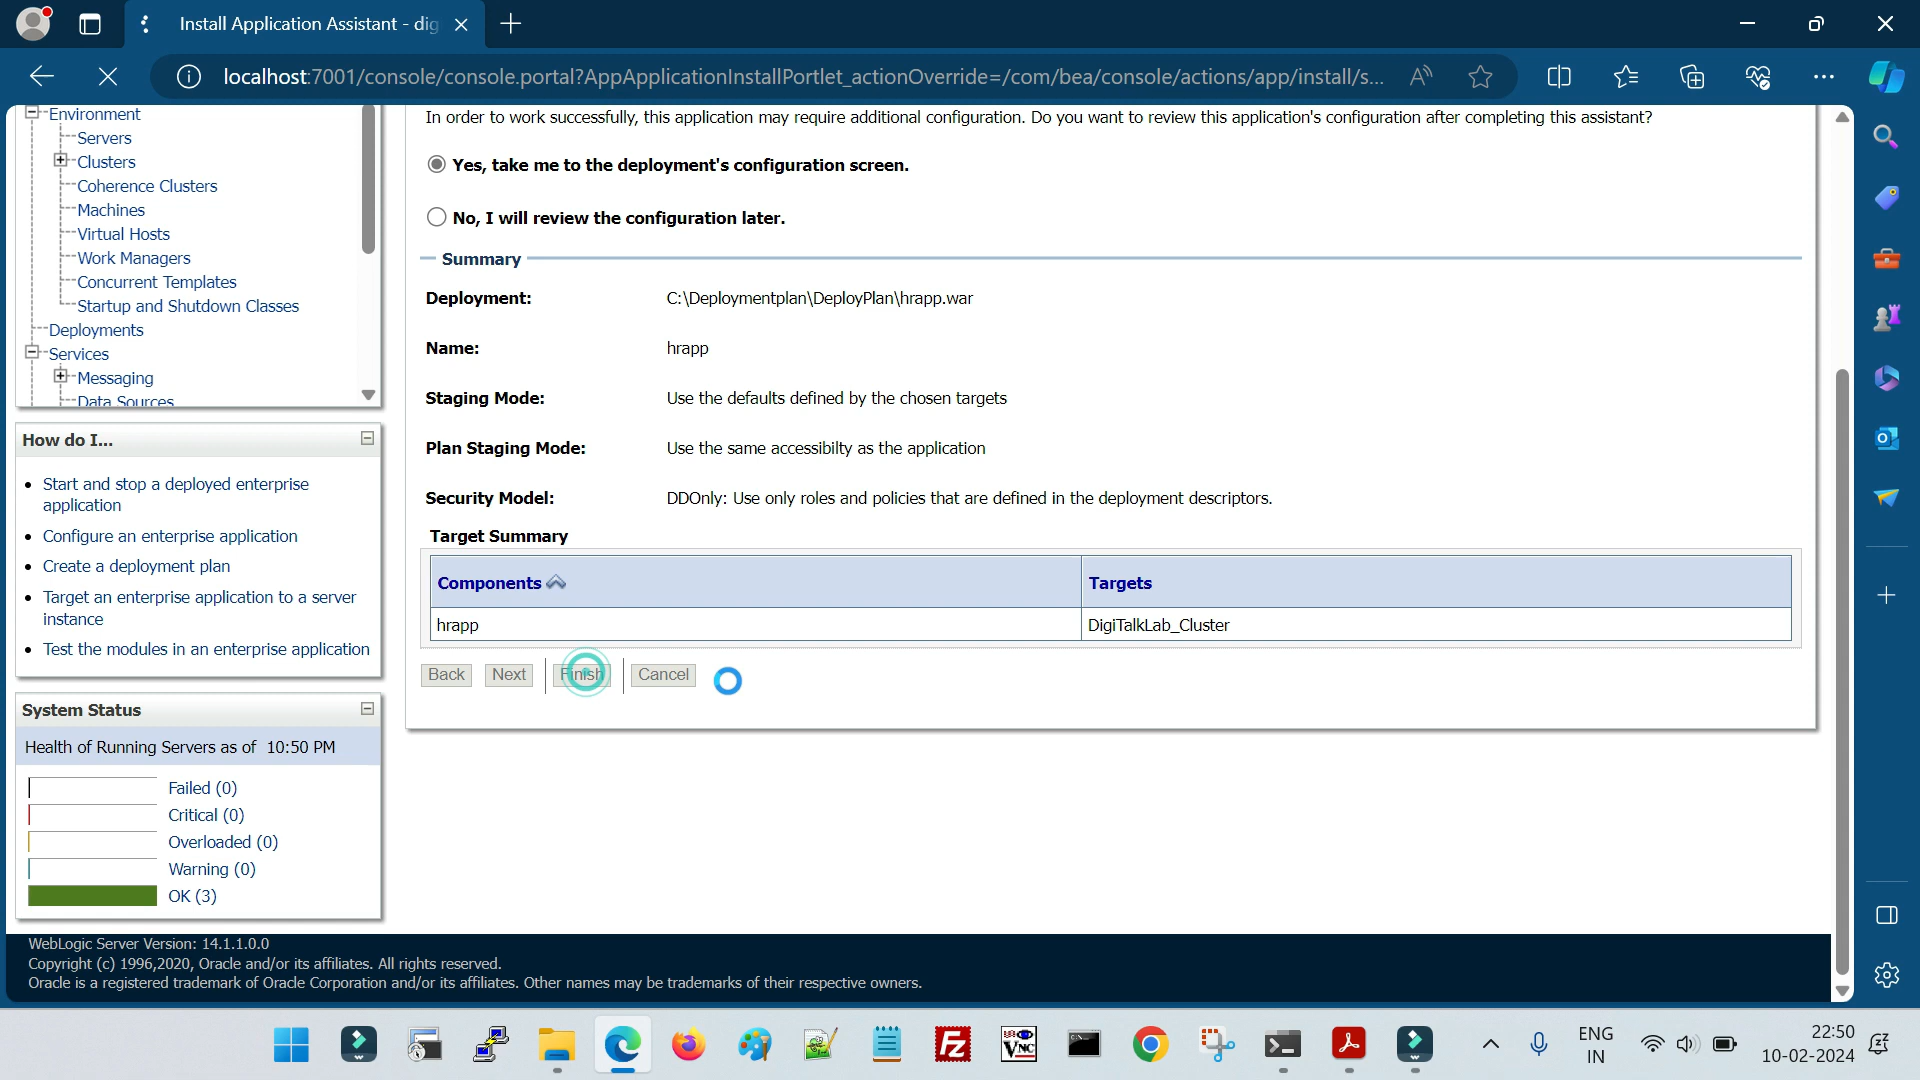 Install Application Assistant - dig
localhost:7001/console/console.portal?AppApplicationInstallPortlet_actionOverride=/com/bea/console/actions/app/install/s...
Environment
Servers
Clusters
Coherence Clusters
Machines
Virtual Hosts
Work Managers
Concurrent Templates
Startup and Shutdown Classes
Deployments
Services
Messaging
Data Sources
How do I...
Start and stop a deployed enterprise
application
Configure an enterprise application
Create a deployment plan
Target an enterprise application to a server
instance
Test the modules in an enterprise application
System Status
Health of Running Servers as of 10:50 PM
Failed (0)
Critical (0)
Overloaded (0)
Warning (0)
OK (3)
In order to work successfully, this application may require additional configuration. Do you want to review this application's configuration after completing this assistant?
Yes, take me to the deployment's configuration screen.
No, I will review the configuration later.
Summary
Deployment: C:\Deploymentplan\DeployPlan\hrapp.war
Name: hrapp
Staging Mode: Use the defaults defined by the chosen targets
Plan Staging Mode: Use the same accessibilty as the application
Security Model: DDOnly: Use only roles and policies that are defined in the deployment descriptors.
Target Summary
Components Targets
hrapp DigiTalkLab_Cluster
Back Next Finish Cancel
WebLogic Server Version: 14.1.1.0.0
Copyright (c) 1996,2020, Oracle and/or its affiliates. All rights reserved.
Oracle is a registered trademark of Oracle Corporation and/or its affiliates. Other names may be trademarks of their respective owners.
ENG
IN
22:50
10-02-2024